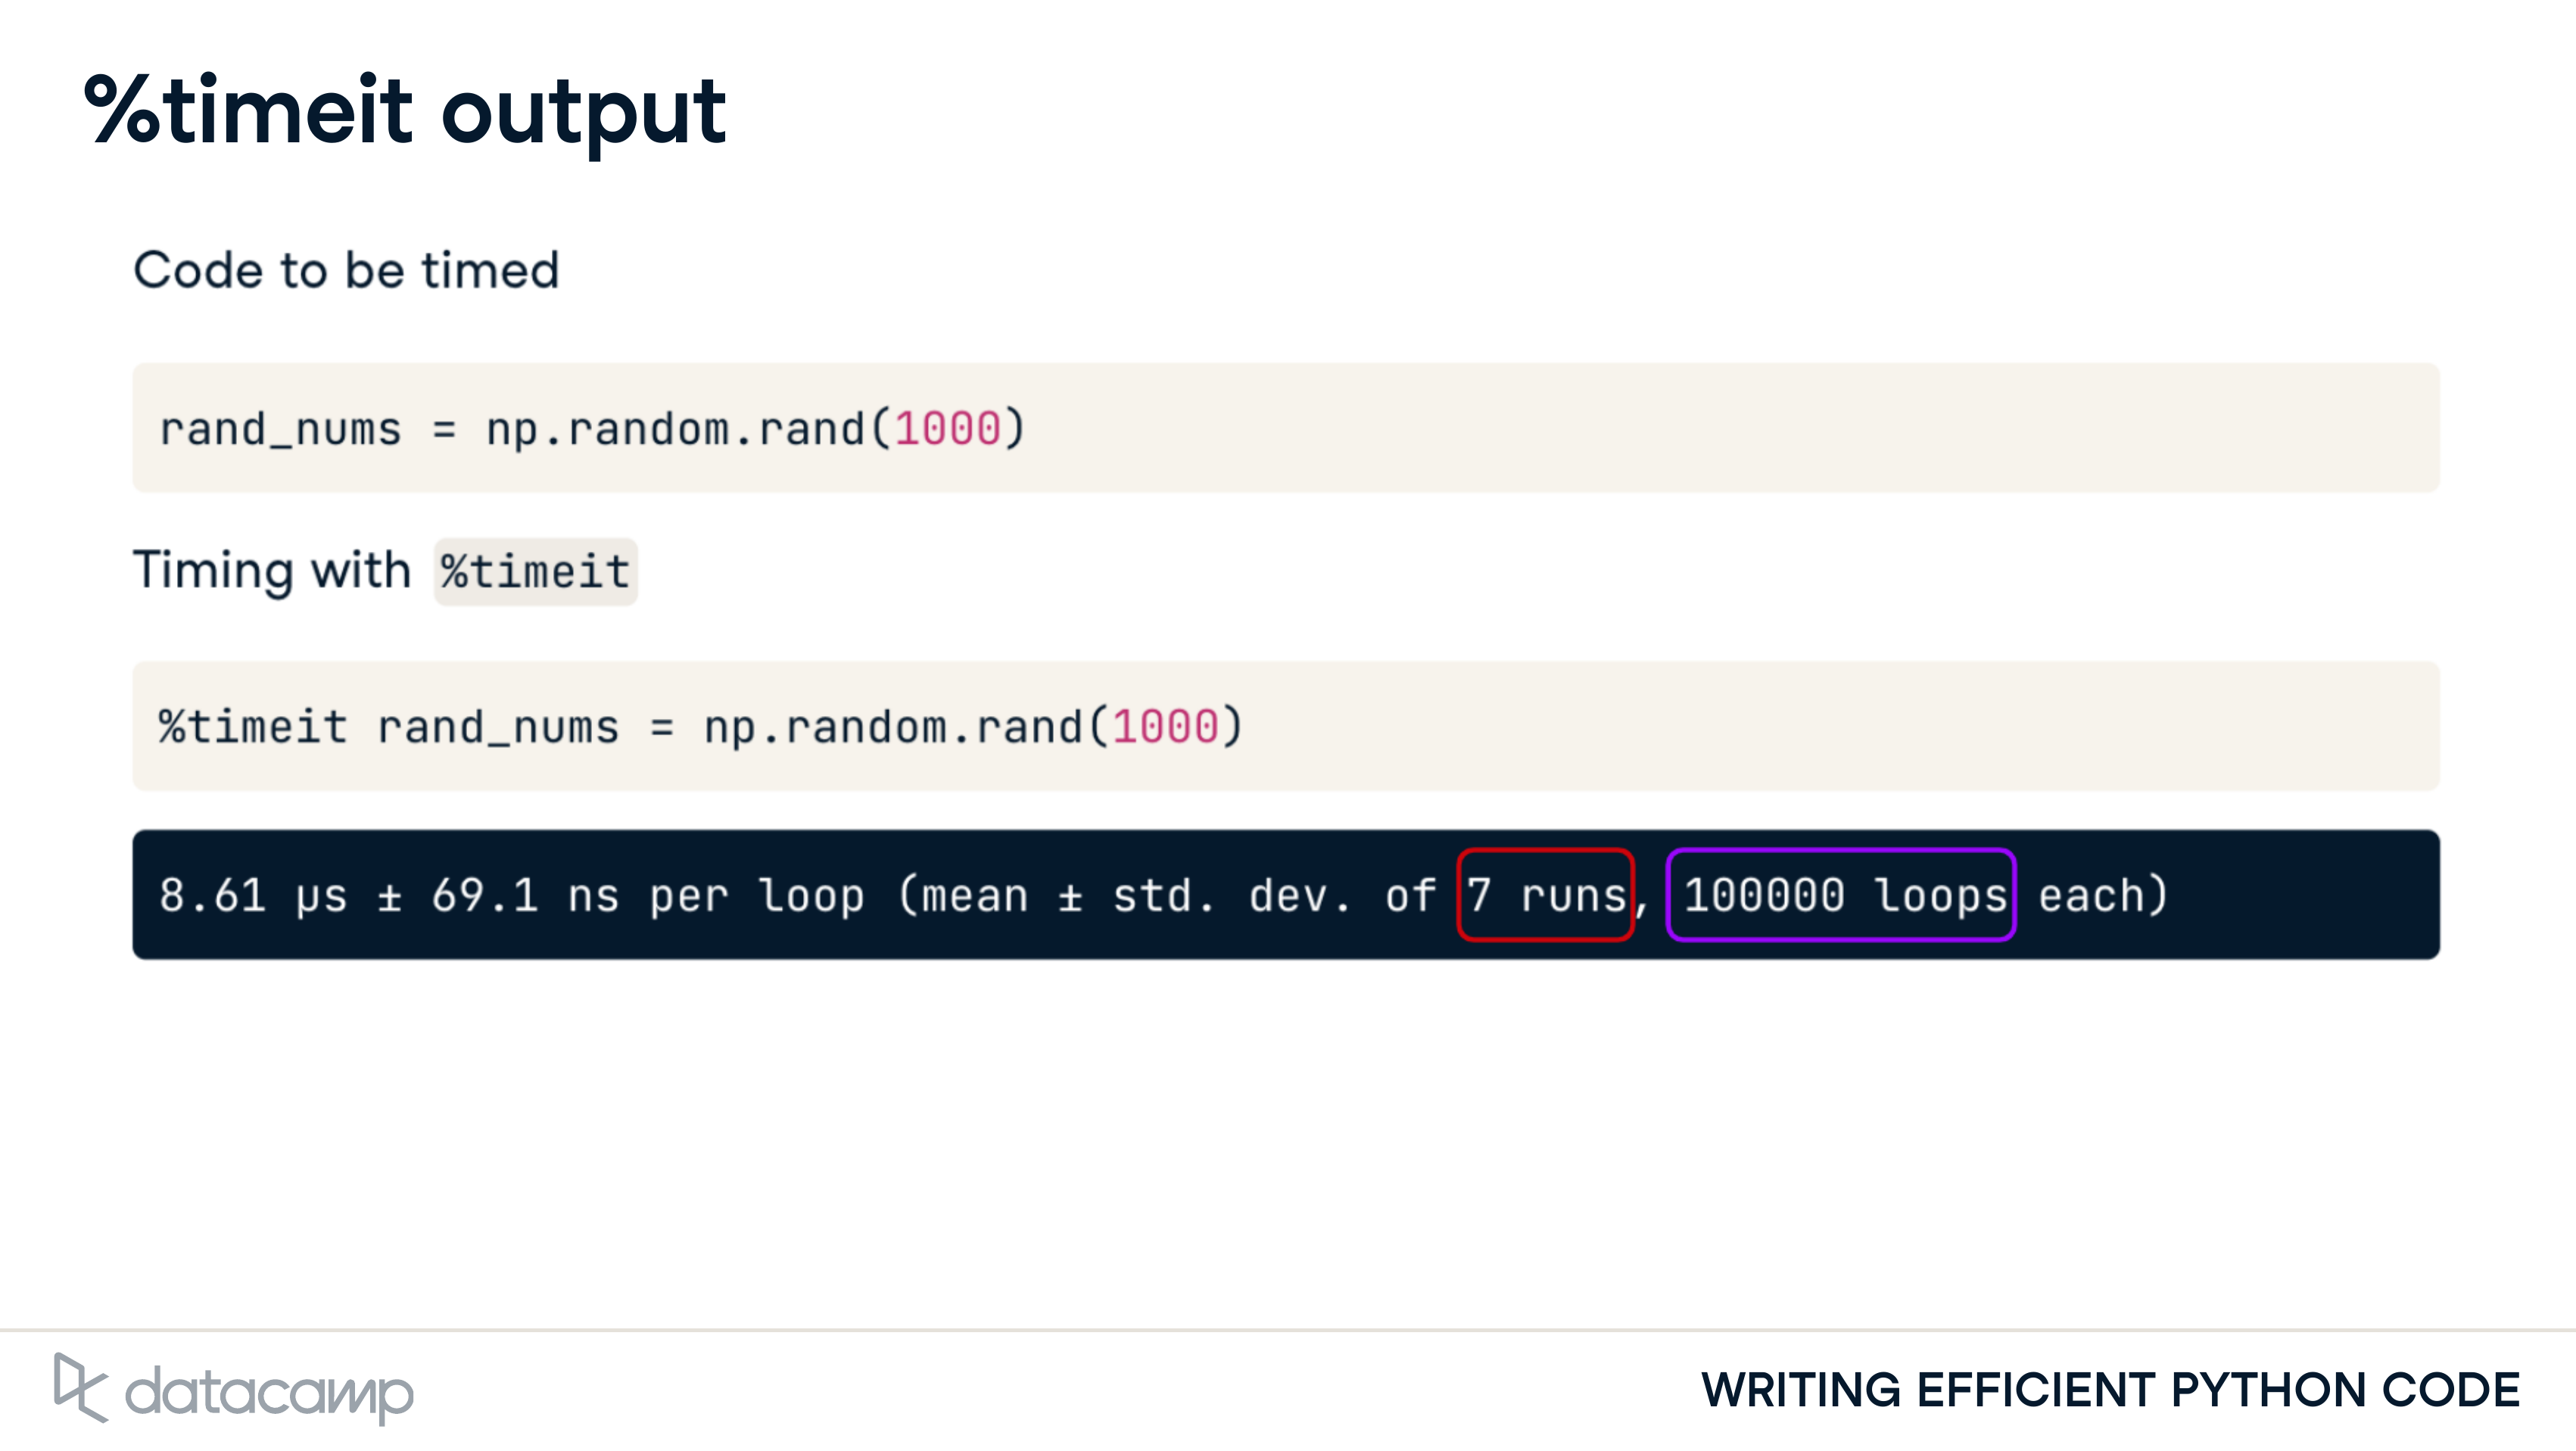 %timeit output
Code to be timed
rand_nums = np.random.rand(1000)
Timing with %timeit
%timeit rand_nums = np.random.rand(1000)
8.61 µs ± 69.1 ns per loop (mean ± std. dev. of 7 runs, 100000 loops each)
datacamp
WRITING EFFICIENT PYTHON CODE